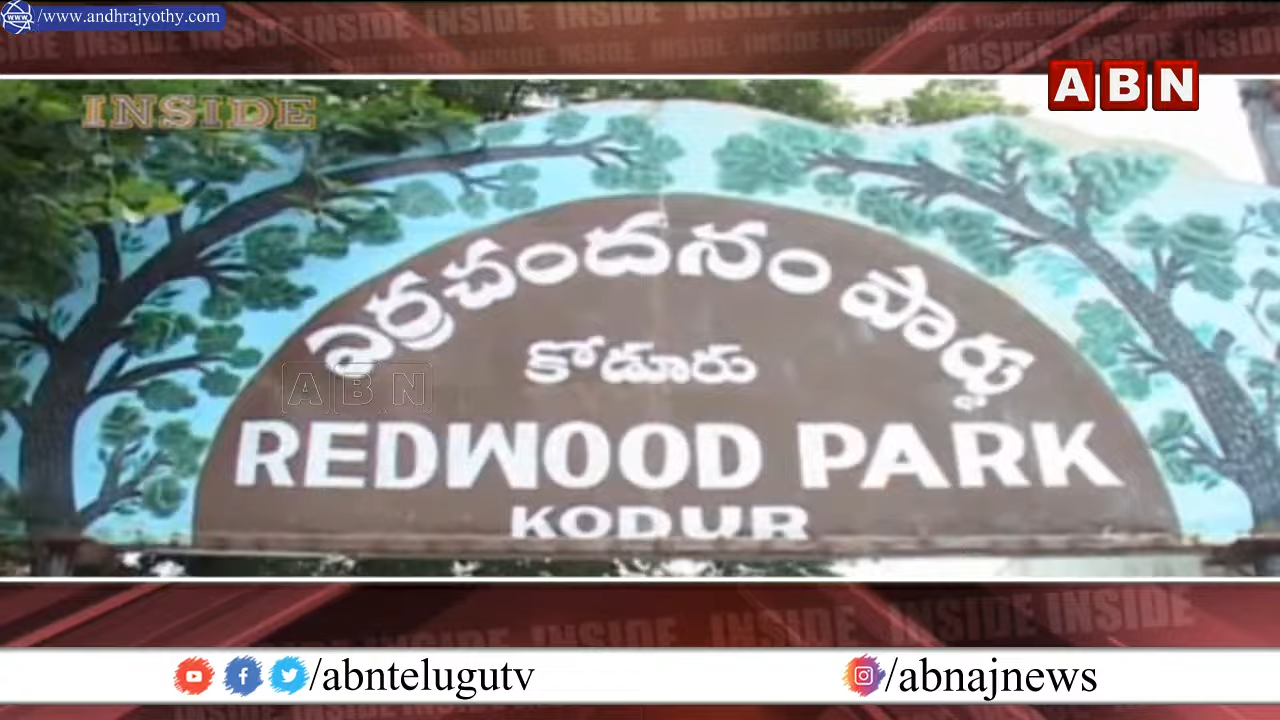 /www.andhrajyothy.com
INSIDE
ABN
ఎర్రచందనం పార్కు
కోడూరు
ABN
REDWOOD PARK
KODUR
/abntelugutv
/abnajnews